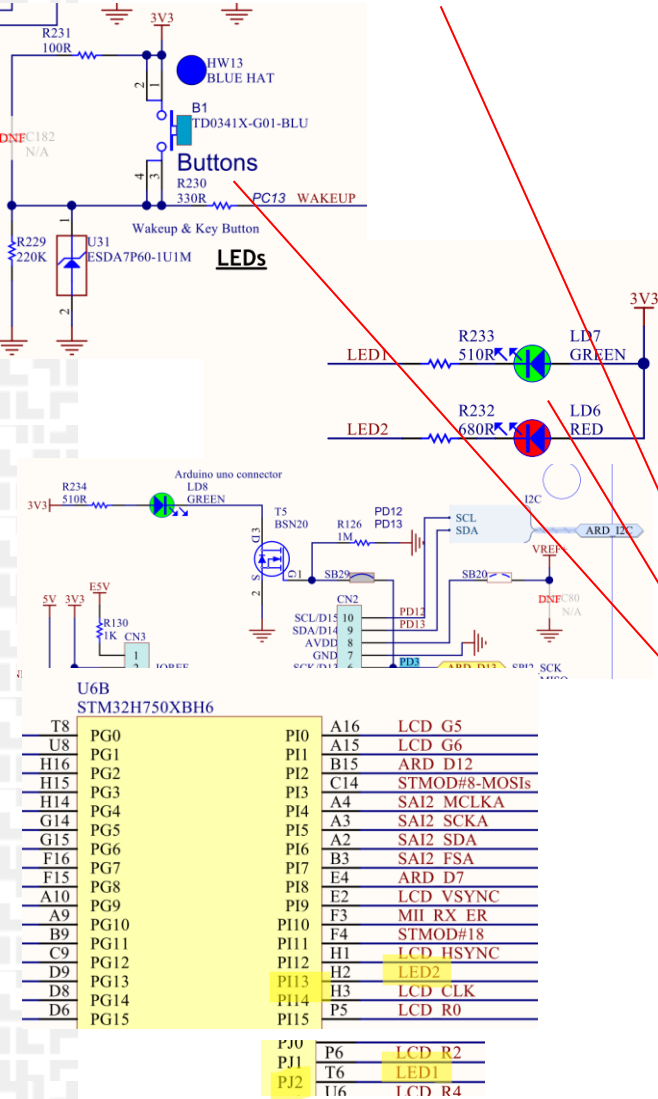 3V3
R231
100R
HW13
BLUE HAT
2
1
B1
TD0341X-G01-BLU
DNF
C182
N/A
Buttons
4
3
R230
330R
PC13
WAKEUP
1
Wakeup & Key Button
R229
220K
U31
ESDA7P60-1U1M
LEDs
2
3V3
R233
510R
LD7
GREEN
LED1
R232
680R
LD6
RED
LED2
Arduino uno connector
R234
510R
LD8
GREEN
3V3
I2C
T5
BSN20
R126
1M
PD12
PD13
SCL
SDA
ARD_I2C
D
3
S
2
G
1
VREF+
SB29
SB20
E5V
5V
3V3
R130
1K
CN3
1
CN2
DNF
C80
N/A
SCL/D15
10
PD12
SDA/D14
9
PD13
AVDD
8
GND
7
SCK/D13
6
PD3
ARD_D13
SPI2_SCK
IOREF
U6B
STM32H750XBH6
T8 PG0 PI0 A16 LCD_G5
U8 PG1 PI1 A15 LCD_G6
H16 PG2 PI2 B15 ARD_D12
H15 PG3 PI3 C14 STMOD#8-MOSIs
H14 PG4 PI4 A4 SAI2_MCLKA
G14 PG5 PI5 A3 SAI2_SCKA
G15 PG6 PI6 A2 SAI2_SDA
F16 PG7 PI7 B3 SAI2_FSA
F15 PG8 PI8 E4 ARD_D7
A10 PG9 PI9 E2 LCD_VSYNC
A9 PG10 PI10 F3 MII_RX_ER
B9 PG11 PI11 F4 STMOD#18
C9 PG12 PI12 H1 LCD_HSYNC
D9 PG13 PI13 H2 LED2
D8 PG14 PI14 H3 LCD_CLK
D6 PG15 PI15 P5 LCD_R0
PJ0
PJ1 P6 LCD_R2
PJ2 T6 LED1
U6 LCD_R4